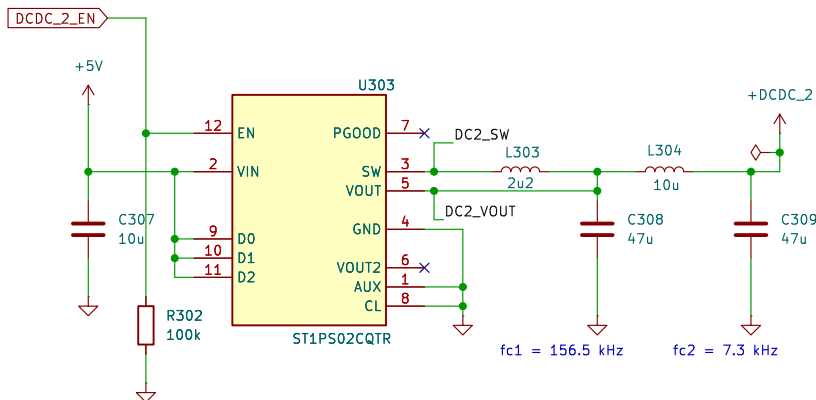 DCDC_2_EN
+5V
U303
+DCDC_2
12 EN
PGOOD 7
DC2_SW
2 VIN
SW 3
L303
2u2
L304
10u
VOUT 5
DC2_VOUT
C307
10u
GND 4
C308
47u
C309
47u
9 D0
10 D1
11 D2
VOUT2 6
AUX 1
CL 8
R302
100k
ST1PS02CQTR
fc1 = 156.5 kHz
fc2 = 7.3 kHz